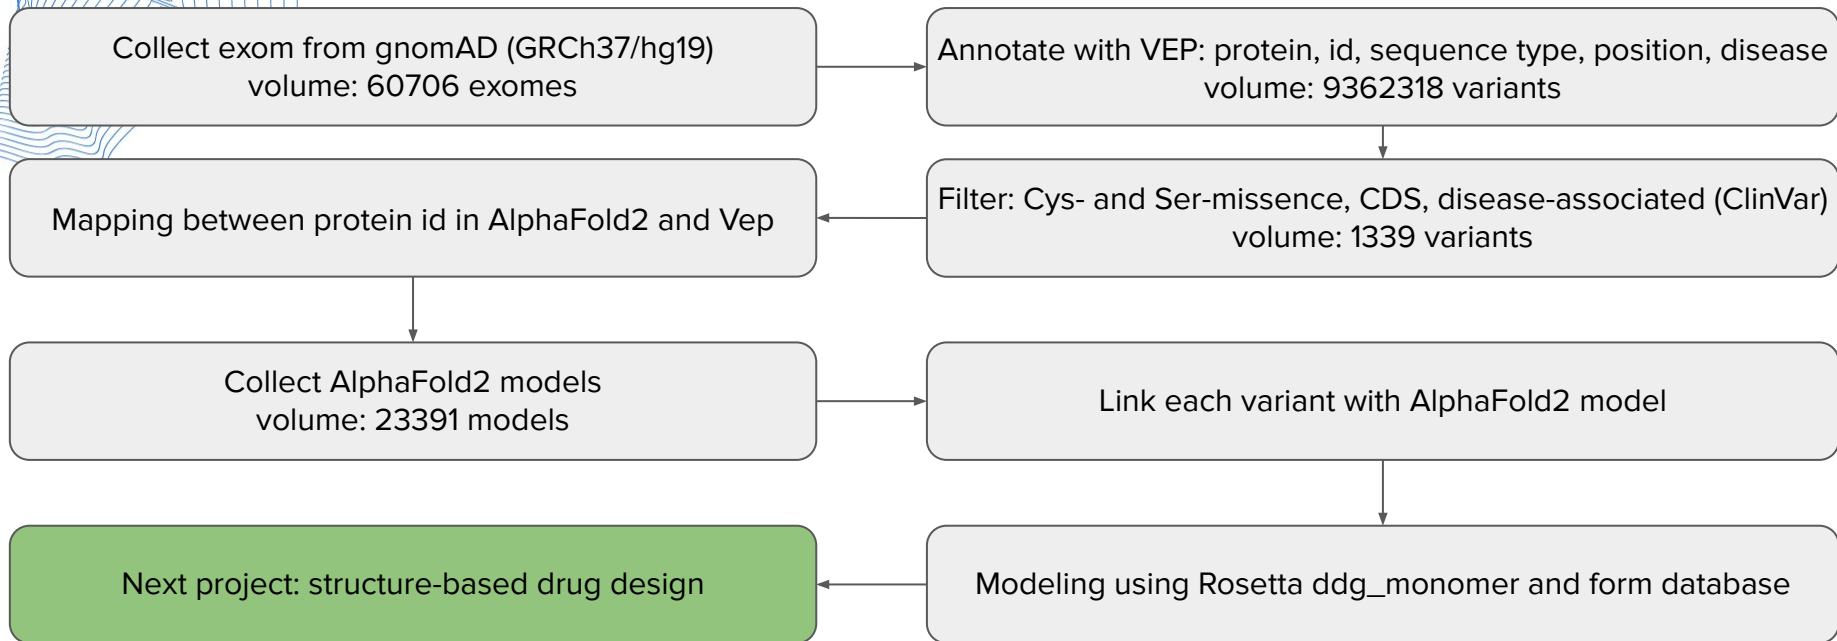 Collect exom from gnomAD (GRCh37/hg19)
volume: 60706 exomes
Annotate with VEP: protein, id, sequence type, position, disease
volume: 9362318 variants
Filter: Cys- and Ser-missence, CDS, disease-associated (ClinVar)
volume: 1339 variants
Mapping between protein id in AlphaFold2 and Vep
Collect AlphaFold2 models
volume: 23391 models
Link each variant with AlphaFold2 model
Modeling using Rosetta ddg_monomer and form database
Next project: structure-based drug design